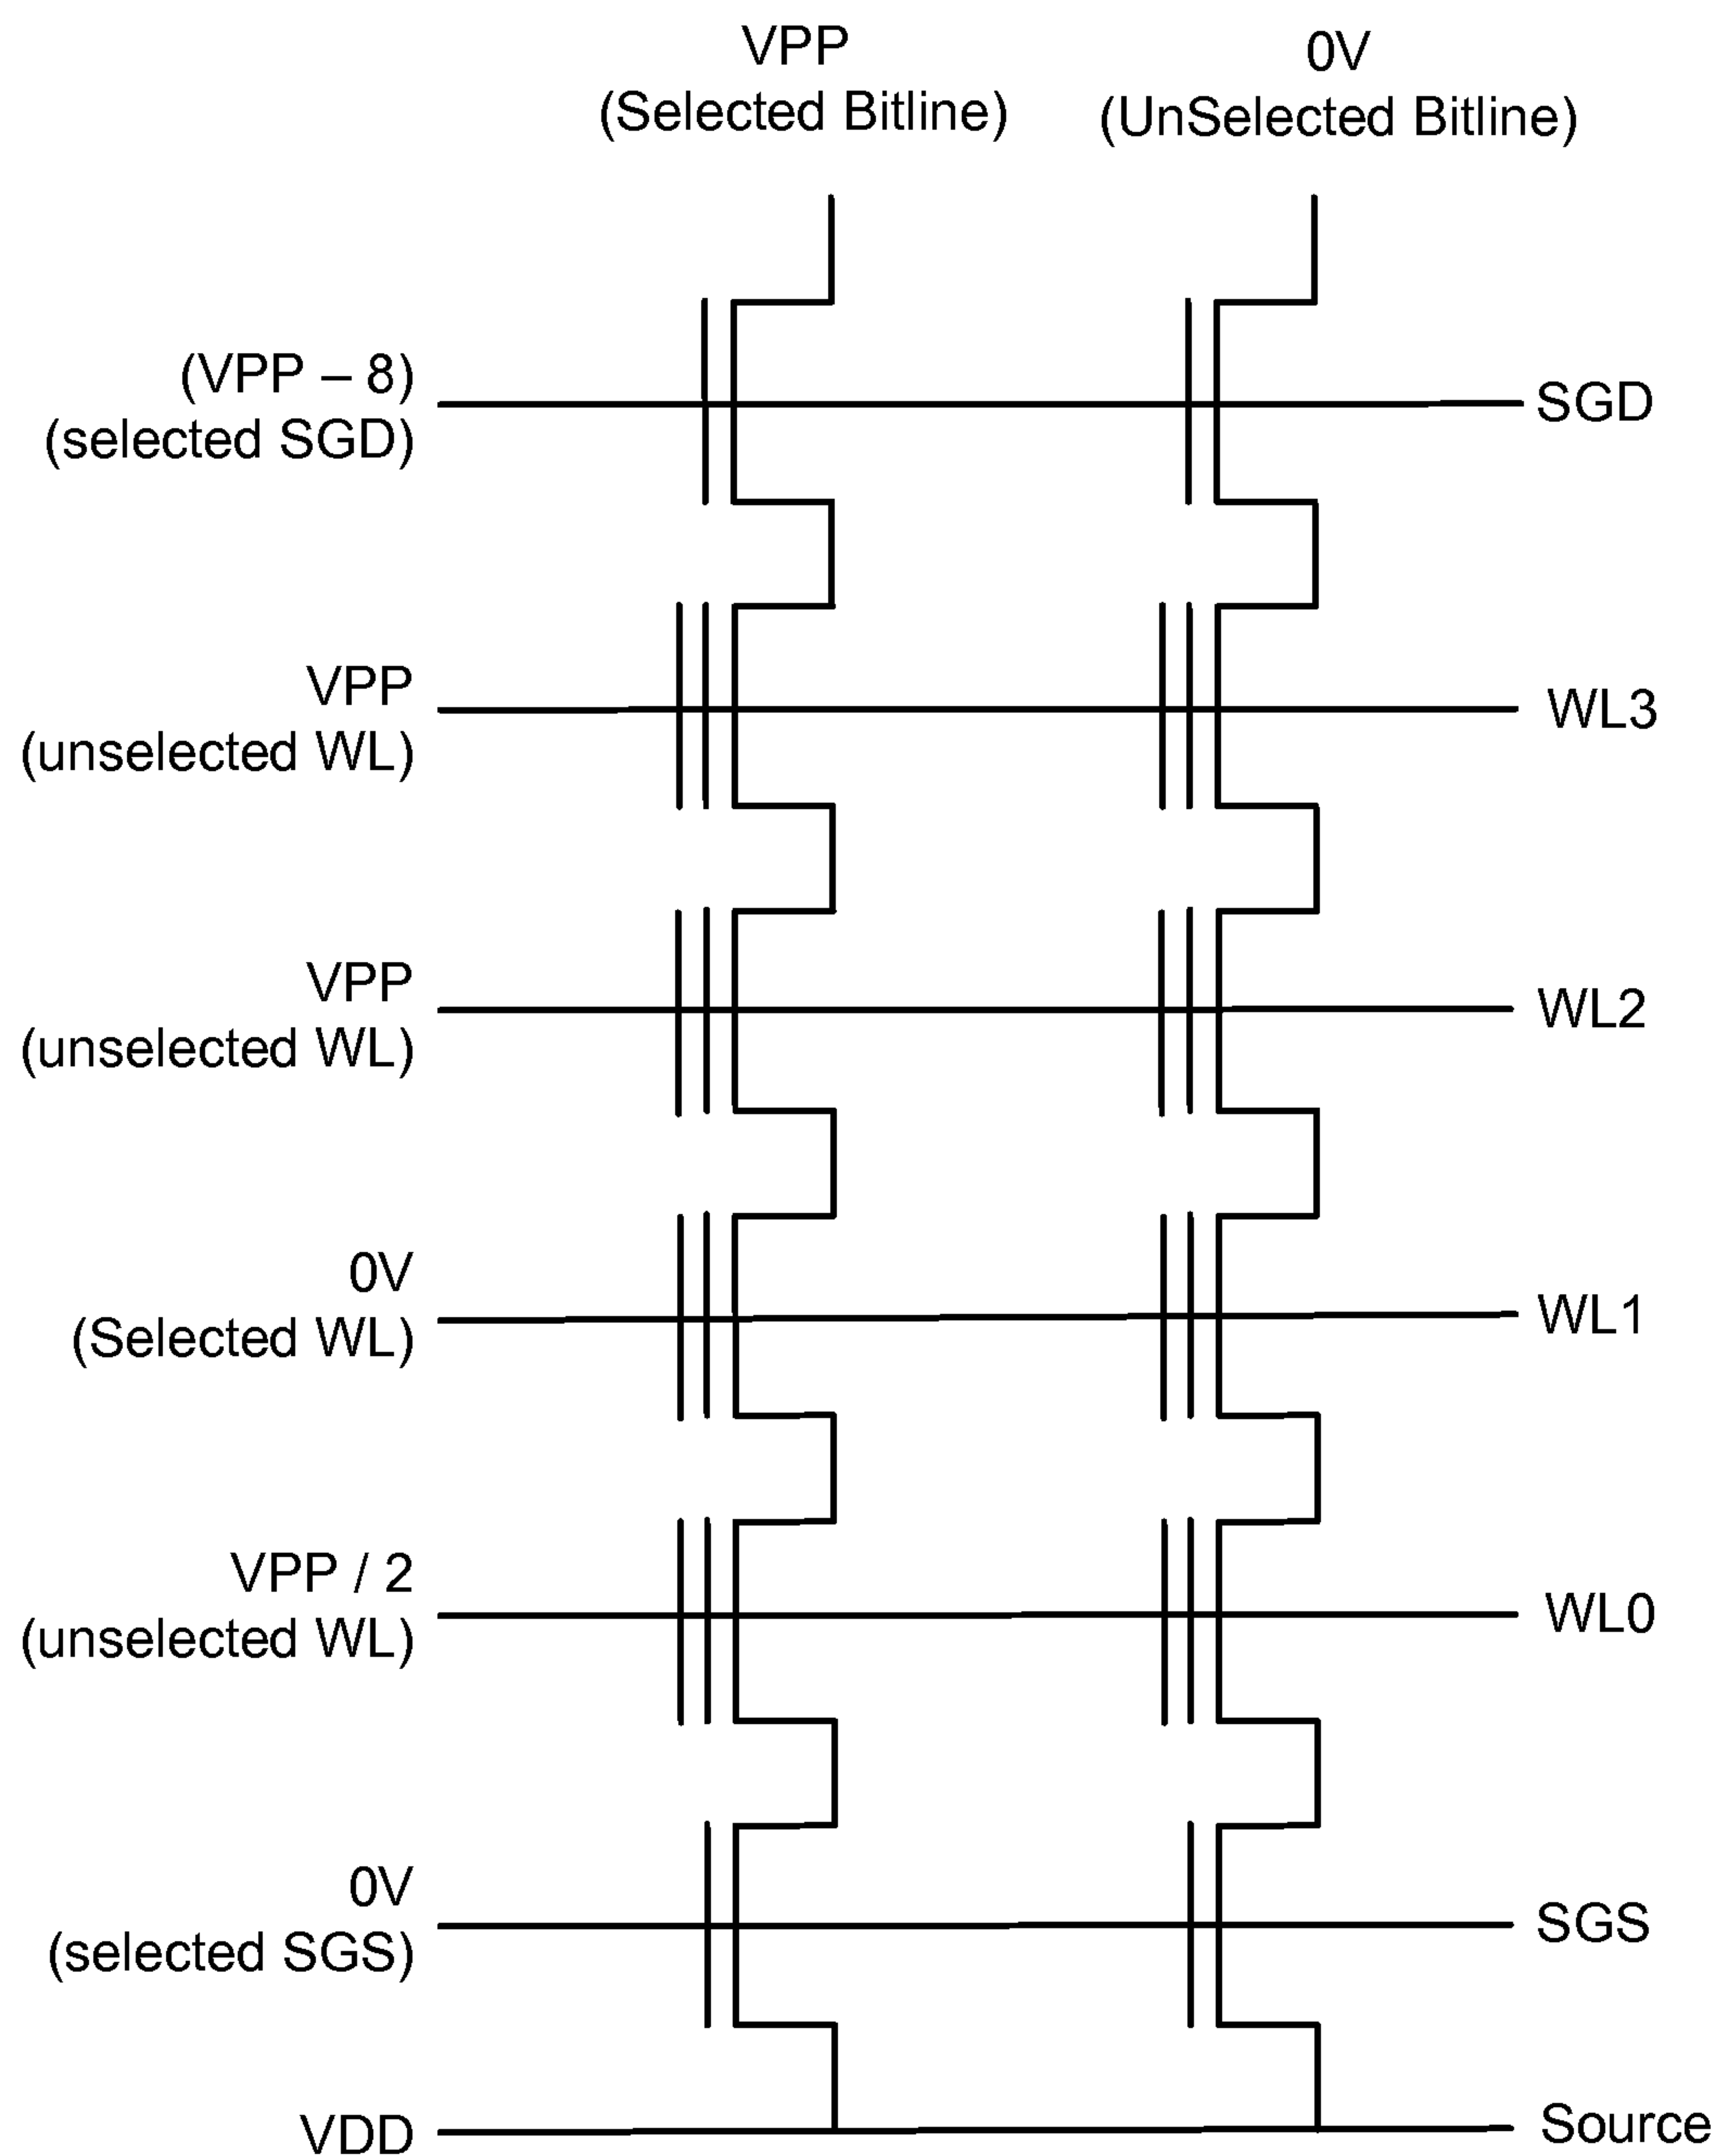 VPP
(Selected Bitline)
0V
(UnSelected Bitline)
(VPP – 8)
(selected SGD)
SGD
VPP
(unselected WL)
WL3
VPP
(unselected WL)
WL2
0V
(Selected WL)
WL1
VPP / 2
(unselected WL)
WL0
0V
(selected SGS)
SGS
VDD
Source